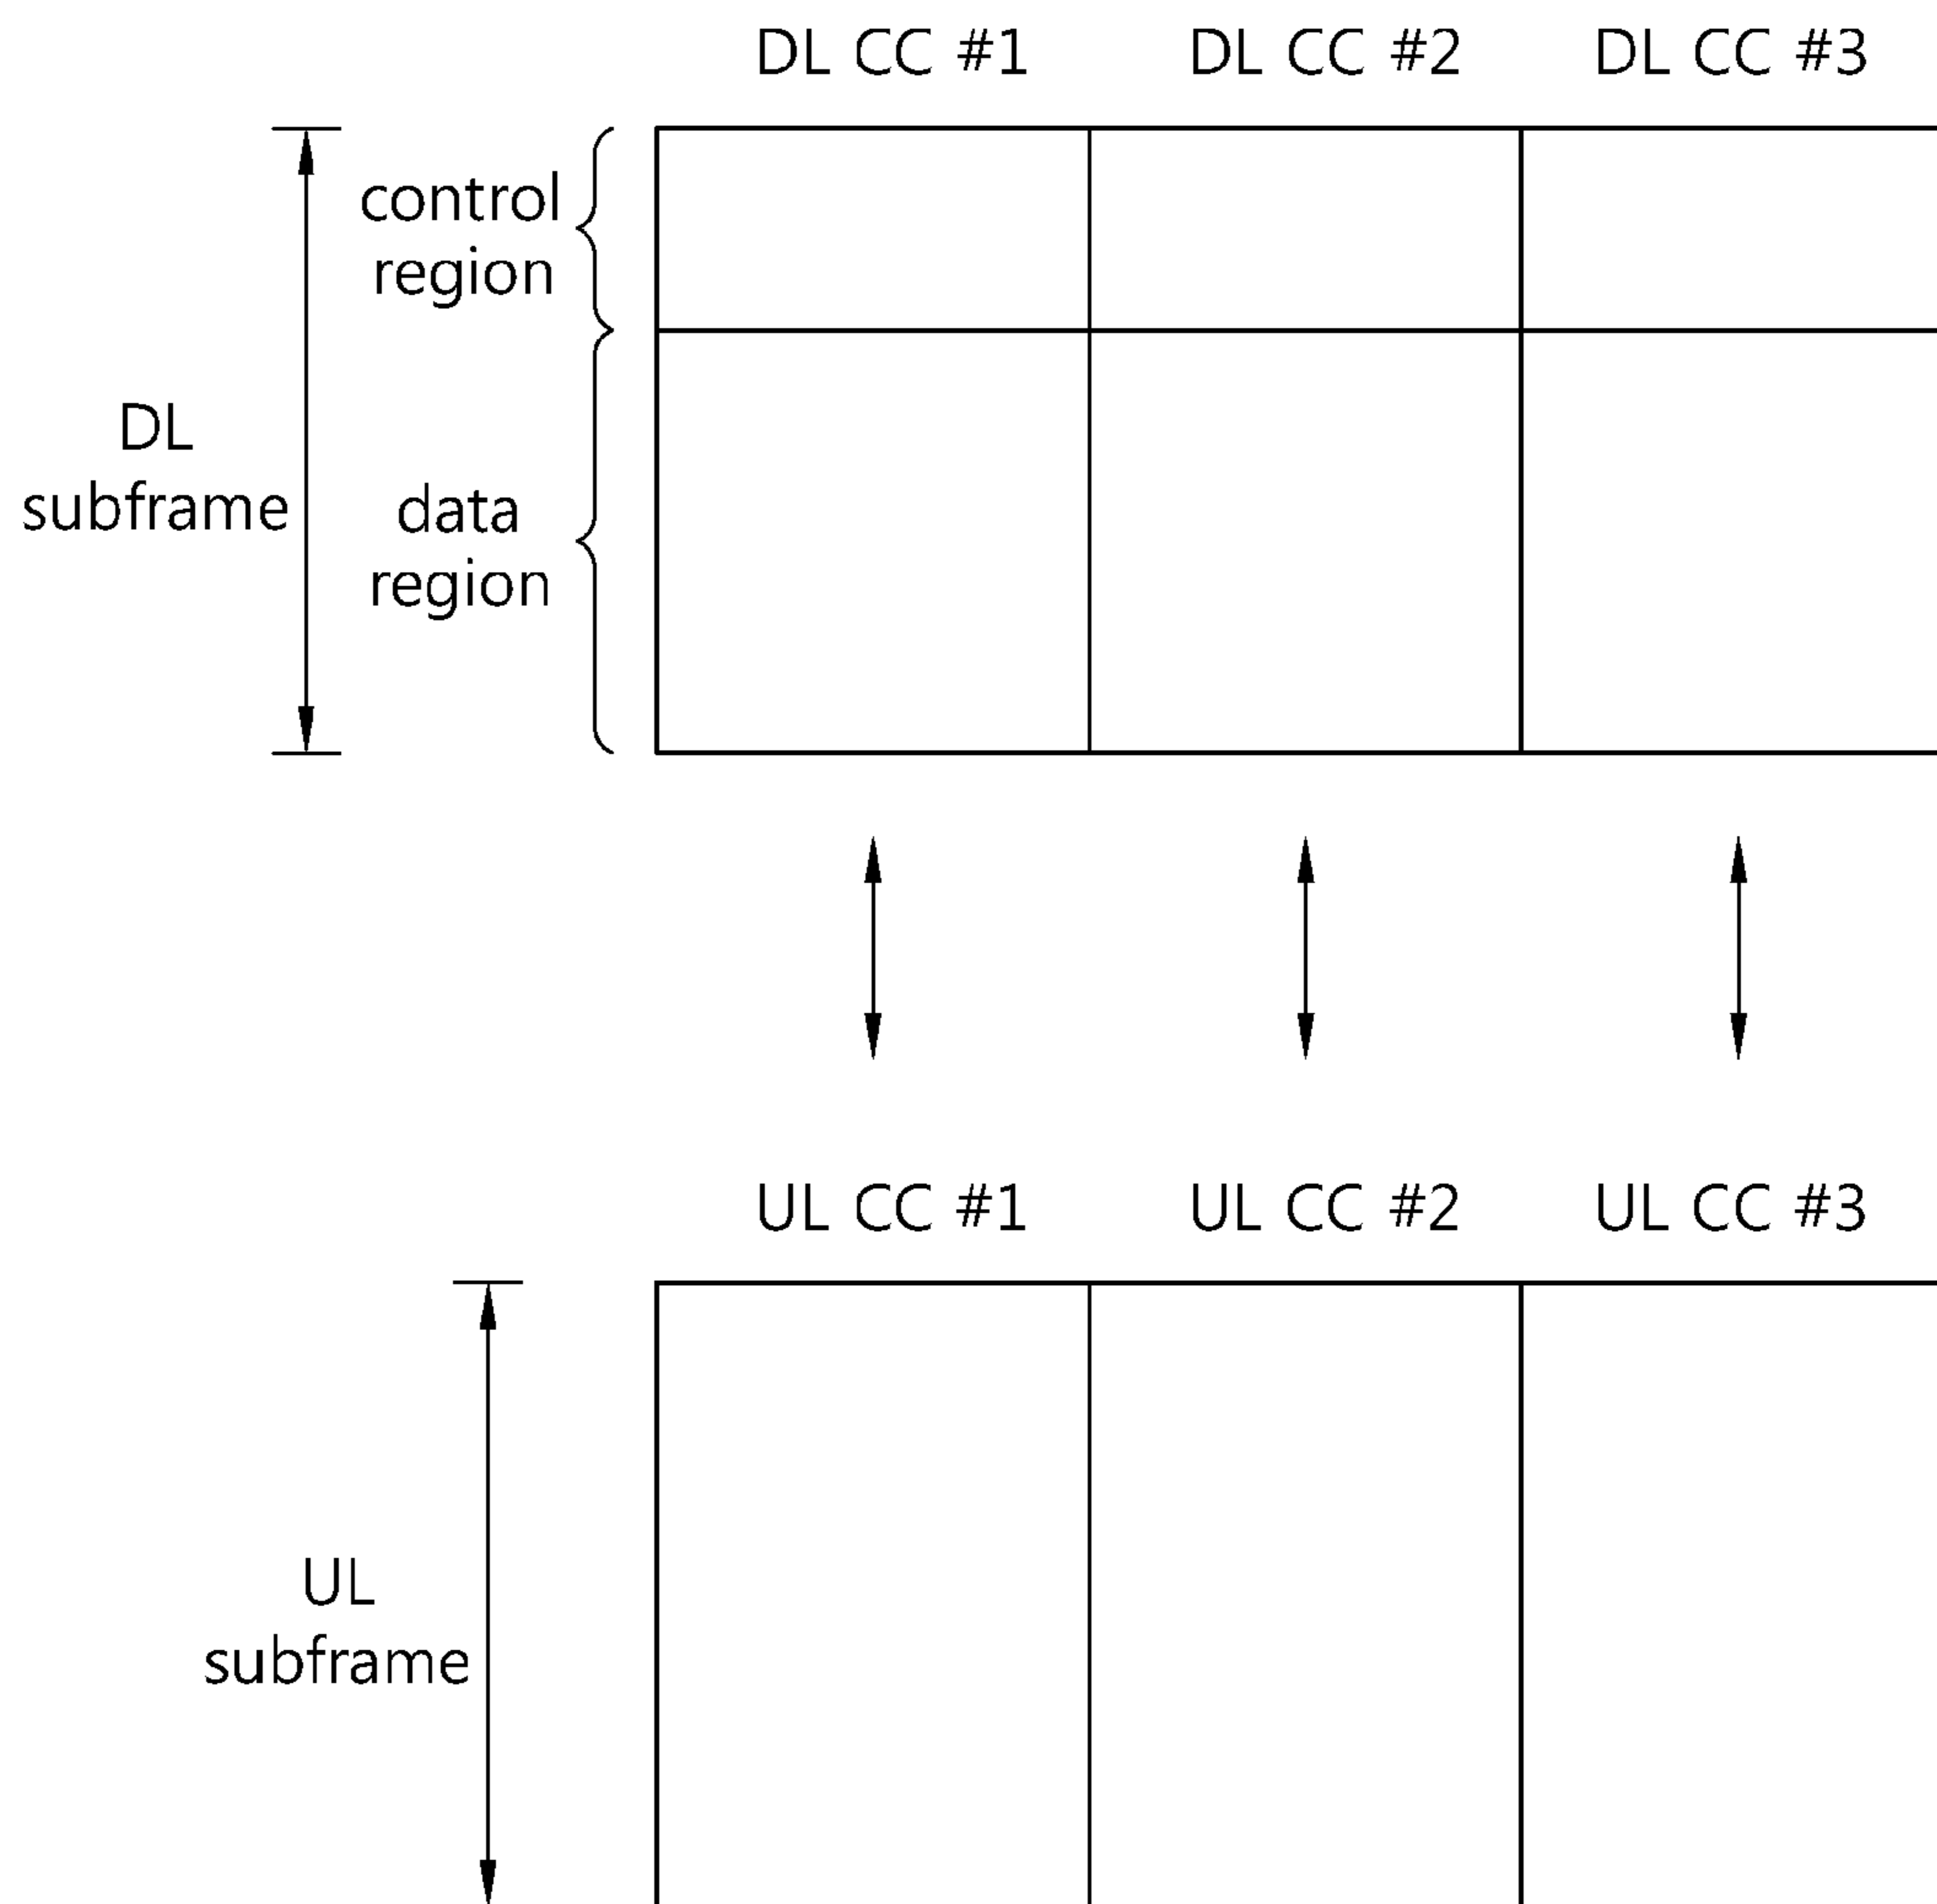 DL CC #1 DL CC #2 DL CC #3
control
region
DL
subframe
data
region
UL CC #1 UL CC #2 UL CC #3
UL
subframe